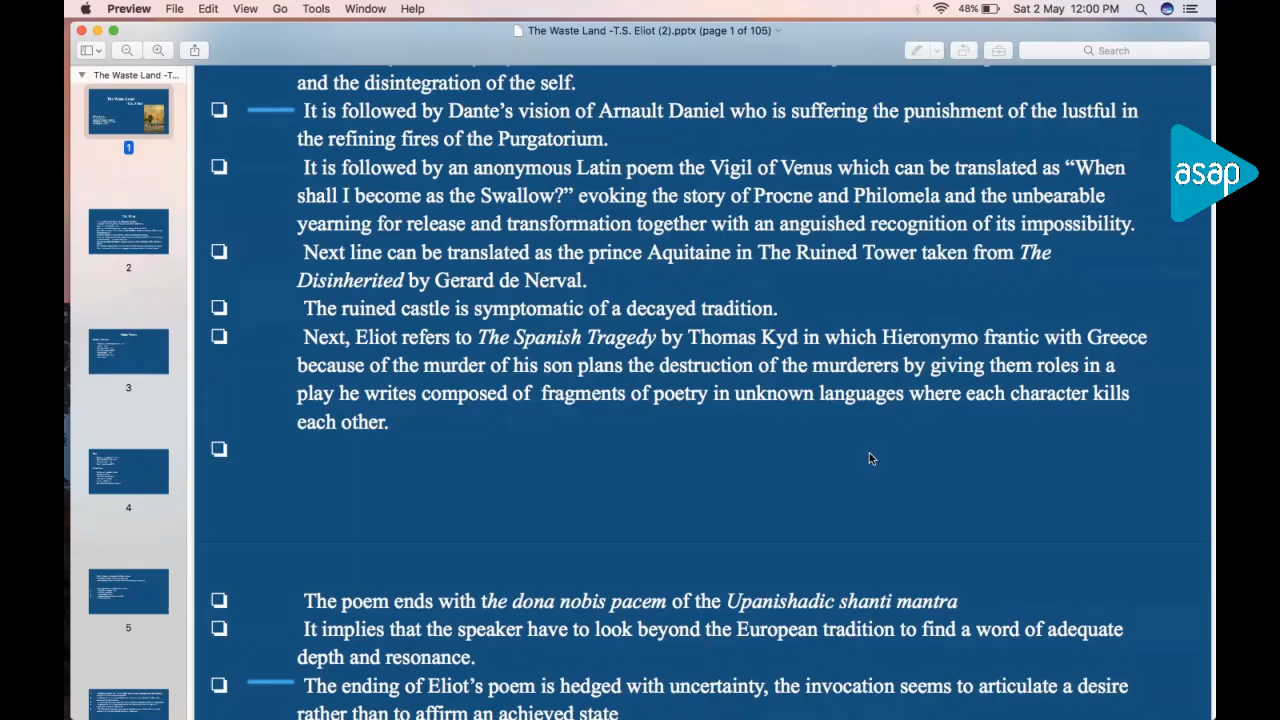 Preview File Edit View Go Tools Window Help 48% Sat 2 May 12:00 PM
The Waste Land -T.S. Eliot (2).pptx (page 1 of 105)
Search
The Waste Land -T...
and the disintegration of the self.
It is followed by Dante's vision of Arnault Daniel who is suffering the punishment of the lustful in
the refining fires of the Purgatorium.
It is followed by an anonymous Latin poem the Vigil of Venus which can be translated as “When
shall I become as the Swallow?” evoking the story of Procne and Philomela and the unbearable
yearning for release and transformation together with an anguished recognition of its impossibility.
Next line can be translated as the prince Aquitaine in The Ruined Tower taken from The
Disinherited by Gerard de Nerval.
The ruined castle is symptomatic of a decayed tradition.
Next, Eliot refers to The Spanish Tragedy by Thomas Kyd in which Hieronymo frantic with Greece
because of the murder of his son plans the destruction of the murderers by giving them roles in a
play he writes composed of fragments of poetry in unknown languages where each character kills
each other.
The poem ends with the dona nobis pacem of the Upanishadic shanti mantra
It implies that the speaker have to look beyond the European tradition to find a word of adequate
depth and resonance.
The ending of Eliot's poem is hedged with uncertainty, the invocation seems to articulate a desire
rather than to affirm an achieved state
1
2
3
4
5
asap